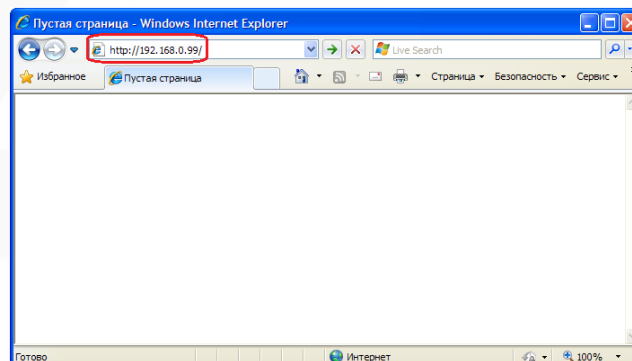 Пустая страница - Windows Internet Explorer
http://192.168.0.99/
Live Search
Избранное
Пустая страница
Страница
Безопасность
Сервис
Готово
Интернет
100%